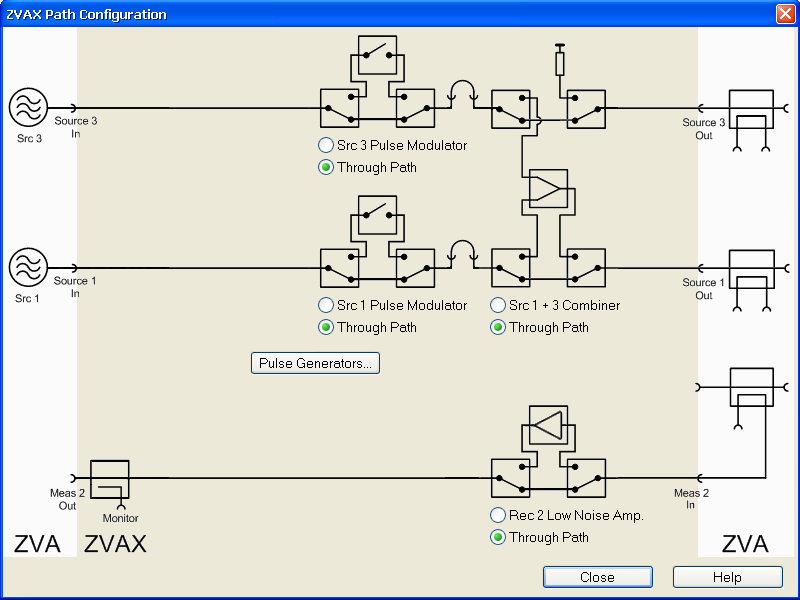 ZVAX Path Configuration
Src 3
Source 3
In
Source 3
Out
Src 3 Pulse Modulator
Through Path
Src 1
Source 1
In
Source 1
Out
Src 1 Pulse Modulator
Through Path
Src 1 + 3 Combiner
Through Path
Pulse Generators...
Meas 2
Out
Monitor
Meas 2
In
Rec 2 Low Noise Amp.
Through Path
ZVA
ZVAX
ZVA
Close
Help